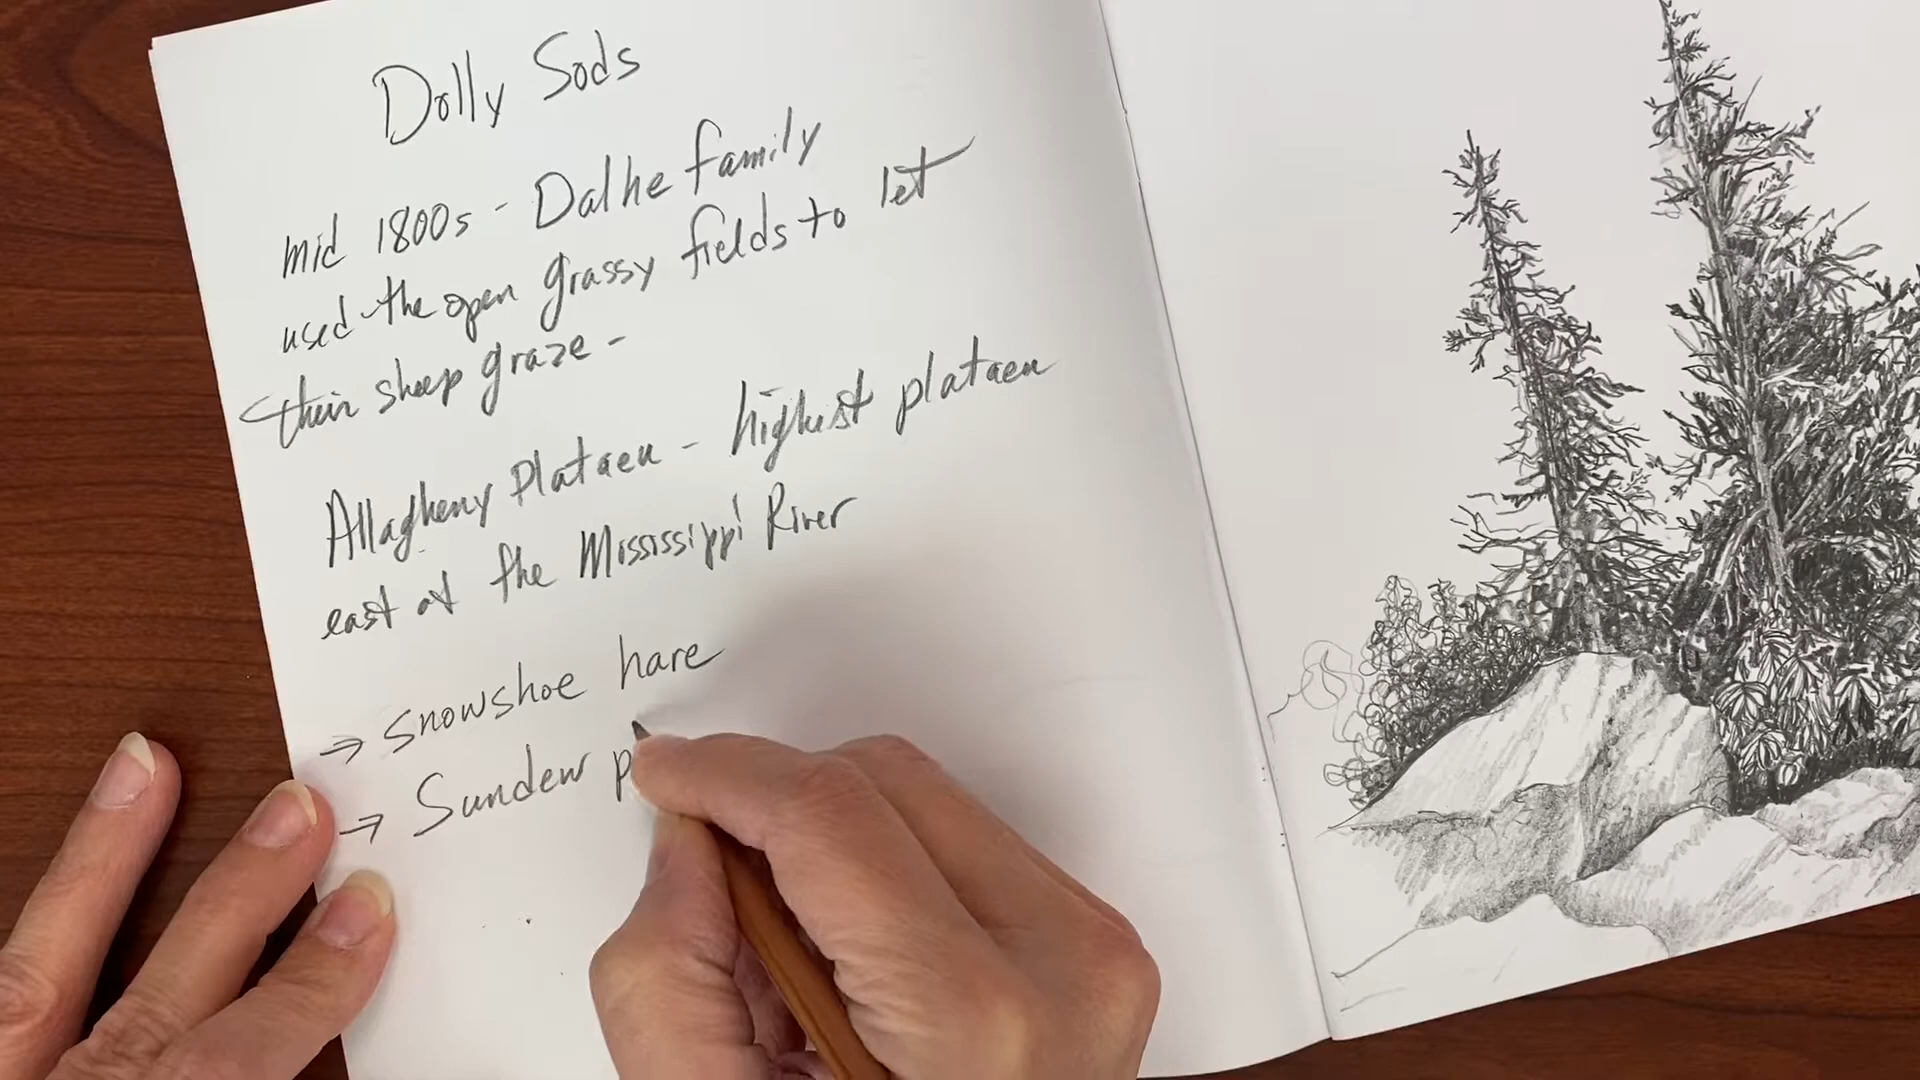 Dolly Sods
mid 1800s - Dalhe family
used the open grassy fields to let
their sheep graze -
Allagheny Plataeu - highest plataeu
east of the Mississippi River
→ snowshoe hare
→ Sundew p